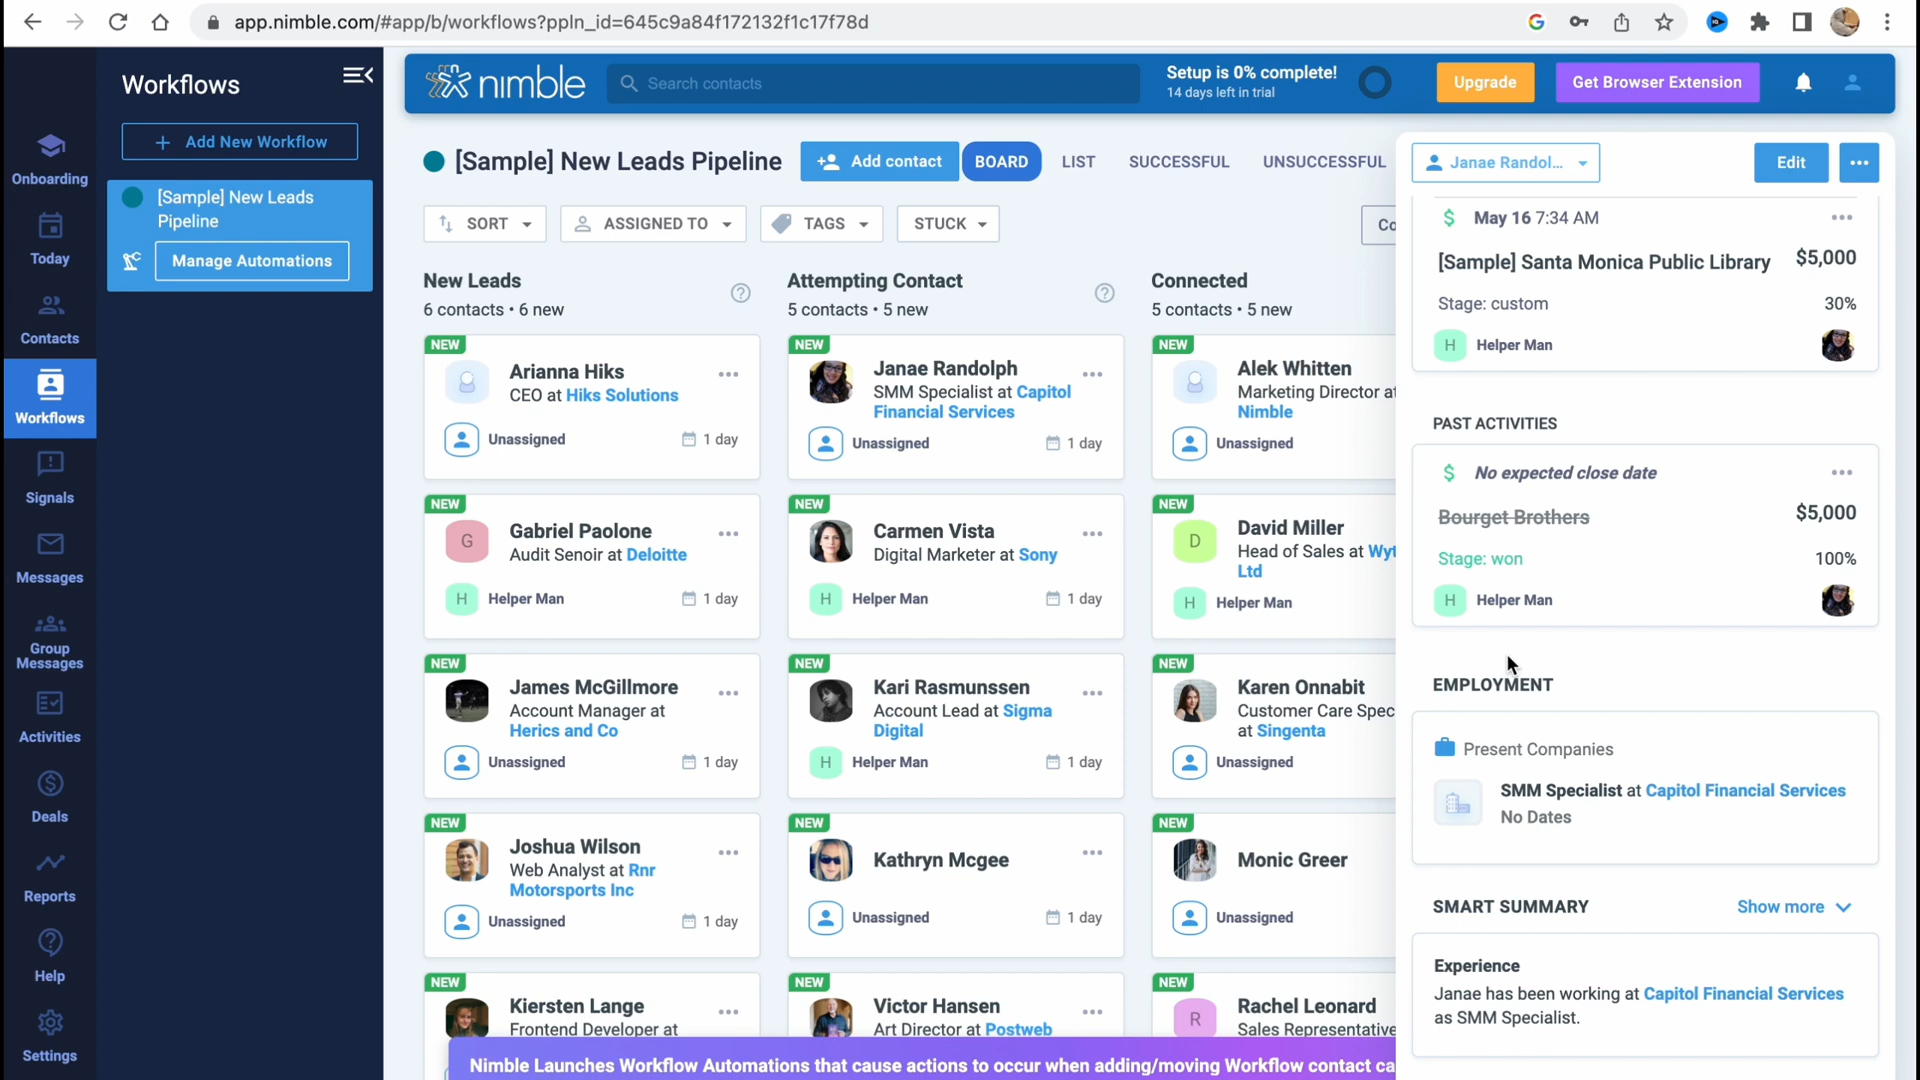 app.nimble.com/#app/b/workflows?ppln_id=645c9a84f172132f1c17f78d
Workflows
Add New Workflow
[Sample] New Leads
Pipeline
Manage Automations
Onboarding
Today
Contacts
Workflows
Signals
Messages
Group
Messages
Activities
Deals
Reports
Help
Settings
nimble
Search contacts
Setup is 0% complete!
14 days left in trial
Upgrade
Get Browser Extension
[Sample] New Leads Pipeline
Add contact
BOARD
LIST
SUCCESSFUL
UNSUCCESSFUL
SORT
ASSIGNED TO
TAGS
STUCK
Co
New Leads
6 contacts • 6 new
NEW
Arianna Hiks
CEO at Hiks Solutions
Unassigned
1 day
NEW
G
Gabriel Paolone
Audit Senoir at Deloitte
H
Helper Man
1 day
NEW
James McGillmore
Account Manager at
Herics and Co
Unassigned
1 day
NEW
Joshua Wilson
Web Analyst at Rnr
Motorsports Inc
Unassigned
1 day
NEW
Kiersten Lange
Frontend Developer at
Attempting Contact
5 contacts • 5 new
NEW
Janae Randolph
SMM Specialist at Capitol
Financial Services
Unassigned
1 day
NEW
Carmen Vista
Digital Marketer at Sony
H
Helper Man
1 day
NEW
Kari Rasmunssen
Account Lead at Sigma
Digital
H
Helper Man
1 day
NEW
Kathryn Mcgee
Unassigned
1 day
NEW
Victor Hansen
Art Director at Postweb
Connected
5 contacts • 5 new
NEW
Alek Whitten
Marketing Director at
Nimble
Unassigned
NEW
D
David Miller
Head of Sales at Wyt
Ltd
H
Helper Man
NEW
Karen Onnabit
Customer Care Spec
at Singenta
Unassigned
NEW
Monic Greer
Unassigned
NEW
R
Rachel Leonard
Sales Representative
Nimble Launches Workflow Automations that cause actions to occur when adding/moving Workflow contact ca
Janae Randol...
Edit
$
May 16 7:34 AM
[Sample] Santa Monica Public Library
$5,000
Stage: custom
30%
H
Helper Man
PAST ACTIVITIES
$
No expected close date
Bourget Brothers
$5,000
Stage: won
100%
H
Helper Man
EMPLOYMENT
Present Companies
SMM Specialist at Capitol Financial Services
No Dates
SMART SUMMARY
Show more
Experience
Janae has been working at Capitol Financial Services
as SMM Specialist.